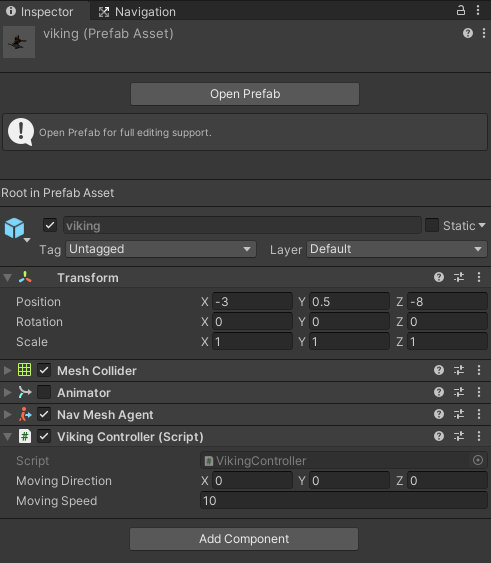 Inspector Navigation
viking (Prefab Asset)
Open Prefab
Open Prefab for full editing support.
Root in Prefab Asset
viking Static
Tag Untagged Layer Default
Transform
Position X -3 Y 0.5 Z -8
Rotation X 0 Y 0 Z 0
Scale X 1 Y 1 Z 1
Mesh Collider
Animator
Nav Mesh Agent
# Viking Controller (Script)
Script # VikingController
Moving Direction X 0 Y 0 Z 0
Moving Speed 10
Add Component